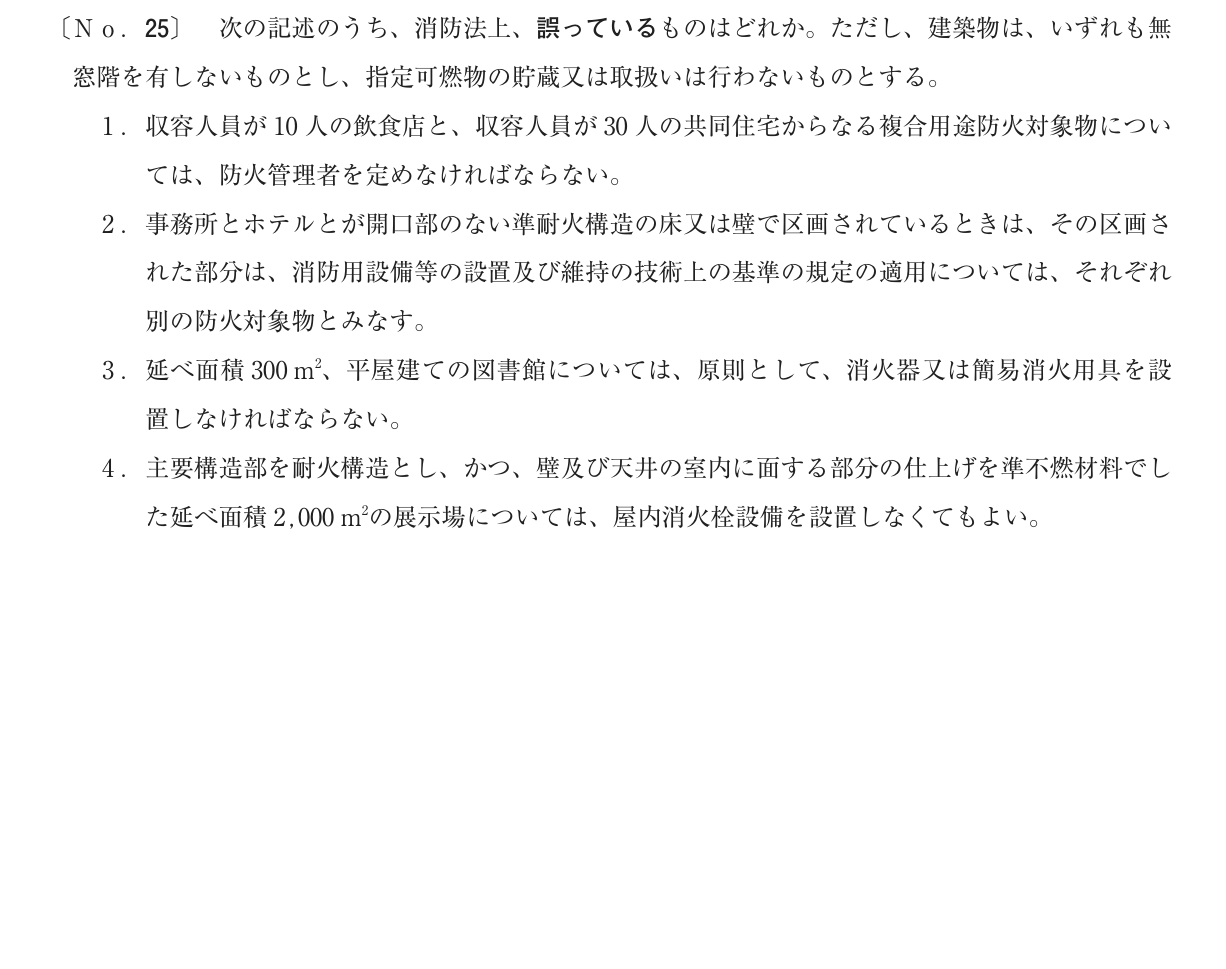 〔Ｎｏ．25〕　次の記述のうち、消防法上、誤っているものはどれか。ただし、建築物は、いずれも無
窓階を有しないものとし、指定可燃物の貯蔵又は取扱いは行わないものとする。
１．収容人員が 10 人の飲食店と、収容人員が 30 人の共同住宅からなる複合用途防火対象物につい
ては、防火管理者を定めなければならない。
２．事務所とホテルとが開口部のない準耐火構造の床又は壁で区画されているときは、その区画さ
れた部分は、消防用設備等の設置及び維持の技術上の基準の規定の適用については、それぞれ
別の防火対象物とみなす。
３．延べ面積 300 m²、平屋建ての図書館については、原則として、消火器又は簡易消火用具を設
置しなければならない。
４．主要構造部を耐火構造とし、かつ、壁及び天井の室内に面する部分の仕上げを準不燃材料でし
た延べ面積 2,000 m²の展示場については、屋内消火栓設備を設置しなくてもよい。